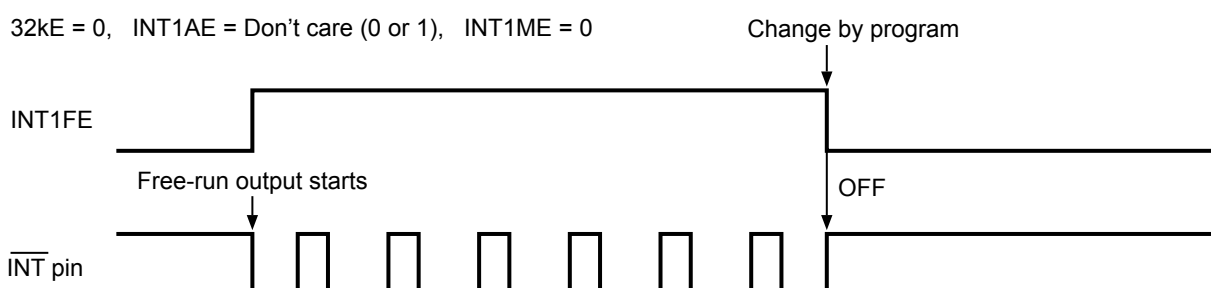 32kE = 0, INT1AE = Don't care (0 or 1), INT1ME = 0
Change by program
INT1FE
Free-run output starts
OFF
INT pin